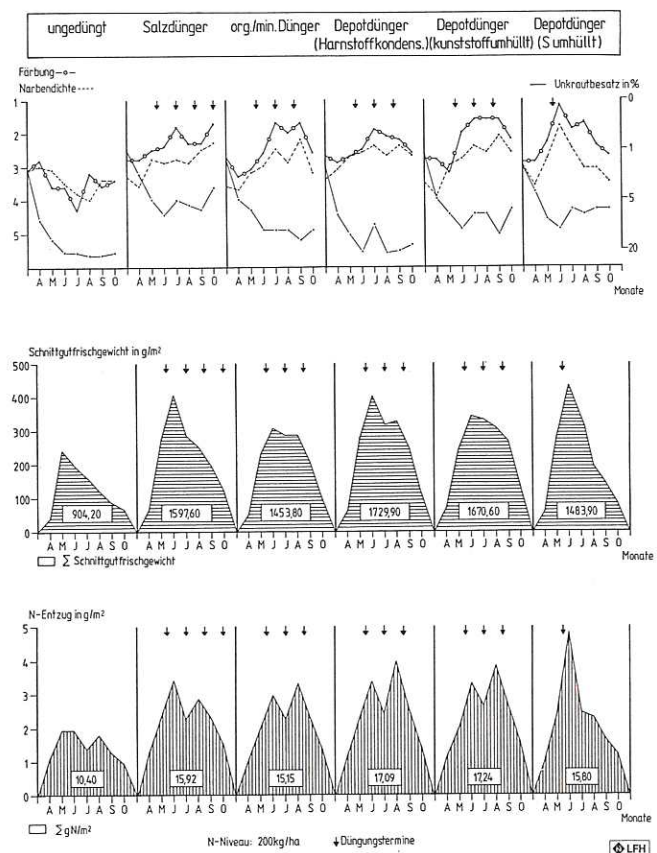 ungedüngt Salzdünger org./min.Dünger Depotdünger Depotdünger Depotdünger
(Harnstoffkondens.) (kunststoffumhüllt) (S umhüllt)
Färbung
Narbendichte
Unkrautbesatz in %
1 0
2
3 1
4 5
5
20
A M J J A S O A M J J A S O A M J J A S O A M J J A S O A M J J A S O A M J J A S O
Monate
Schnittgutfrischgewicht in g/m²
500
400
300
200
100
0
904,20 1597,60 1453,80 1729,90 1670,60 1483,90
A M J J A S O A M J J A S O A M J J A S O A M J J A S O A M J J A S O A M J J A S O
Monate
Σ Schnittgutfrischgewicht
N-Entzug in g/m²
5
4
3
2
1
0
10,40 15,92 15,15 17,09 17,24 15,80
A M J J A S O A M J J A S O A M J J A S O A M J J A S O A M J J A S O A M J J A S O
Monate
Σ gN/m²
N-Niveau: 200kg/ha Düngungstermine
LFH